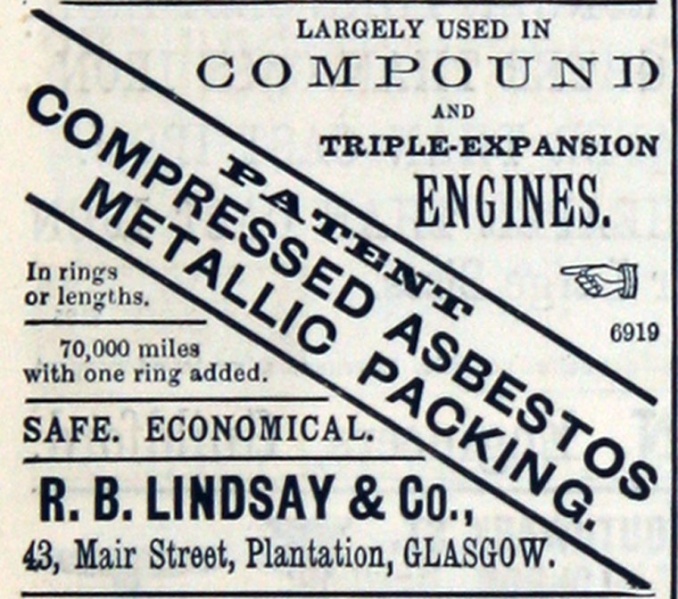 LARGELY USED IN
COMPOUND
AND
TRIPLE-EXPANSION
ENGINES.
PATENT
COMPRESSED ASBESTOS
METALLIC PACKING.
6919
In rings
or lengths.
70,000 miles
with one ring added.
SAFE. ECONOMICAL.
R. B. LINDSAY & Co.,
43, Mair Street, Plantation, GLASGOW.